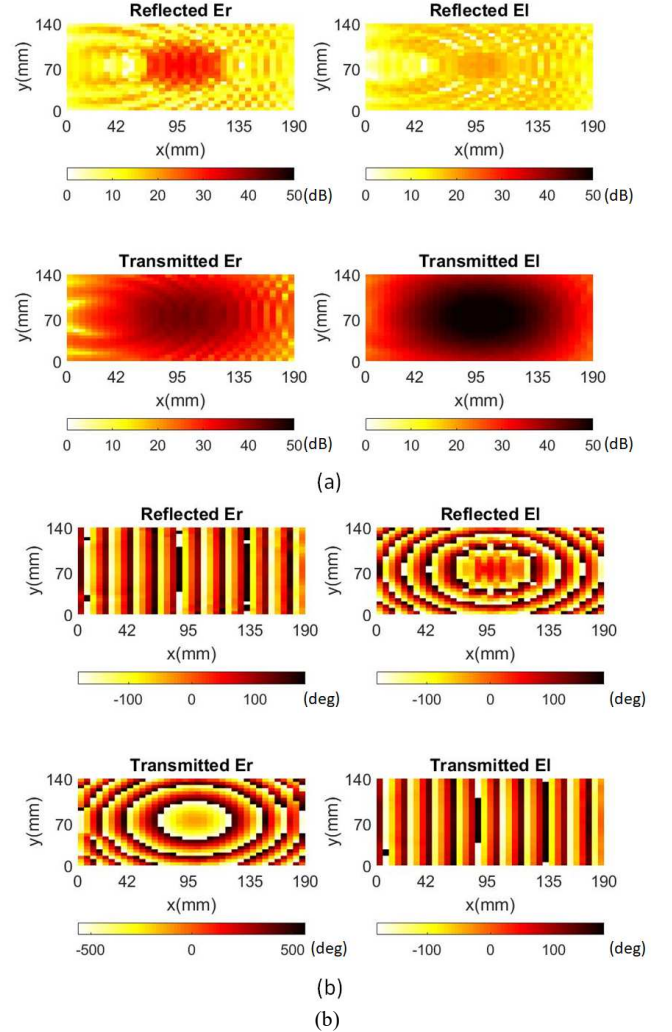 Reflected Er Reflected El
140 140
y(mm) 70 y(mm) 70
0 0
0 42 95 135 190 0 42 95 135 190
x(mm) x(mm)
0 10 20 30 40 50 (dB) 0 10 20 30 40 50 (dB)
Transmitted Er Transmitted El
140 140
y(mm) 70 y(mm) 70
0 0
0 42 95 135 190 0 42 95 135 190
x(mm) x(mm)
0 10 20 30 40 50 (dB) 0 10 20 30 40 50 (dB)
(a)
Reflected Er Reflected El
140 140
y(mm) 70 y(mm) 70
0 0
0 42 95 135 190 0 42 95 135 190
x(mm) x(mm)
-100 0 100 (deg) -100 0 100 (deg)
Transmitted Er Transmitted El
140 140
y(mm) 70 y(mm) 70
0 0
0 42 95 135 190 0 42 95 135 190
x(mm) x(mm)
-500 0 500 (deg) -100 0 100 (deg)
(b)
(b)